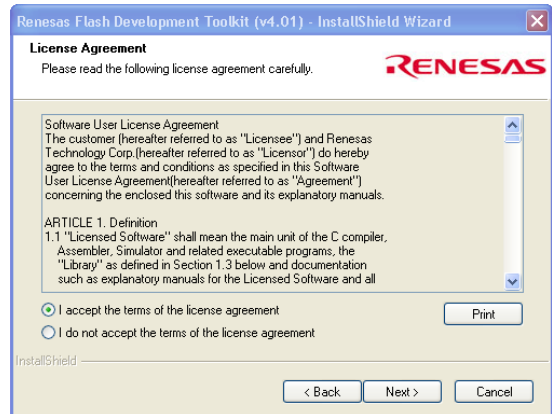 Renesas Flash Development Toolkit (v4.01) - InstallShield Wizard
License Agreement
Please read the following license agreement carefully.
RENESAS
Software User License Agreement
The customer (hereafter referred to as "Licensee") and Renesas
Technology Corp.(hereafter referred to as "Licensor") do hereby
agree to the terms and conditions as specified in this Software
User License Agreement(hereafter referred to as "Agreement")
concerning the enclosed this software and its explanatory manuals.
ARTICLE 1. Definition
1.1 "Licensed Software" shall mean the main unit of the C compiler,
Assembler, Simulator and related executable programs, the
"Library" as defined in Section 1.3 below and documentation
such as explanatory manuals for the Licensed Software and all
I accept the terms of the license agreement
Print
I do not accept the terms of the license agreement
InstallShield
< Back
Next >
Cancel